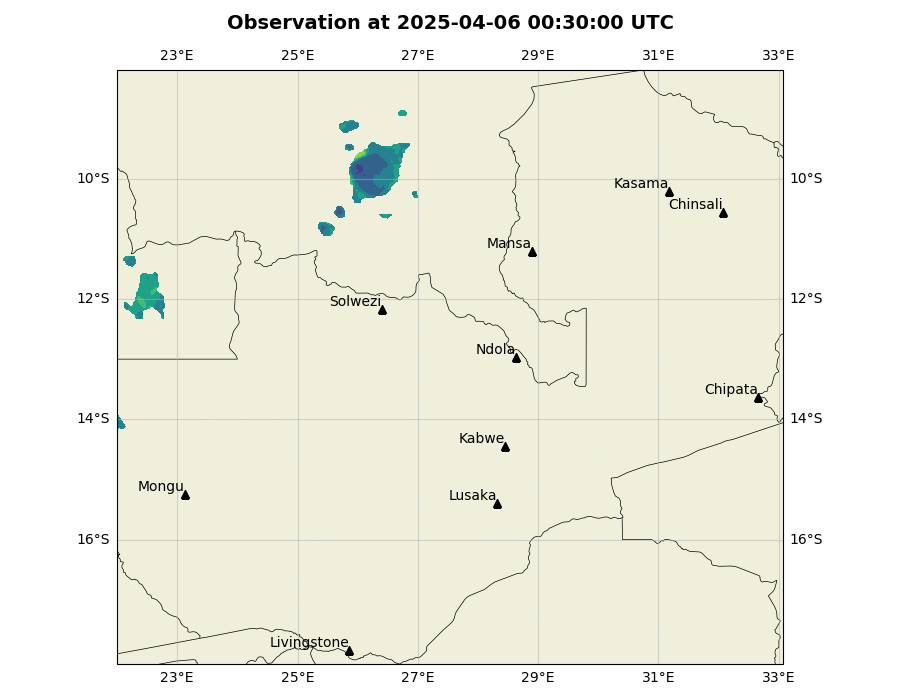 Observation at 2025-04-06 00:30:00 UTC
23°E 25°E 27°E 29°E 31°E 33°E
10°S 10°S
Kasama
Chinsali
Mansa
12°S 12°S
Solwezi
Ndola
Chipata
14°S 14°S
Kabwe
Mongu
Lusaka
16°S 16°S
Livingstone
23°E 25°E 27°E 29°E 31°E 33°E